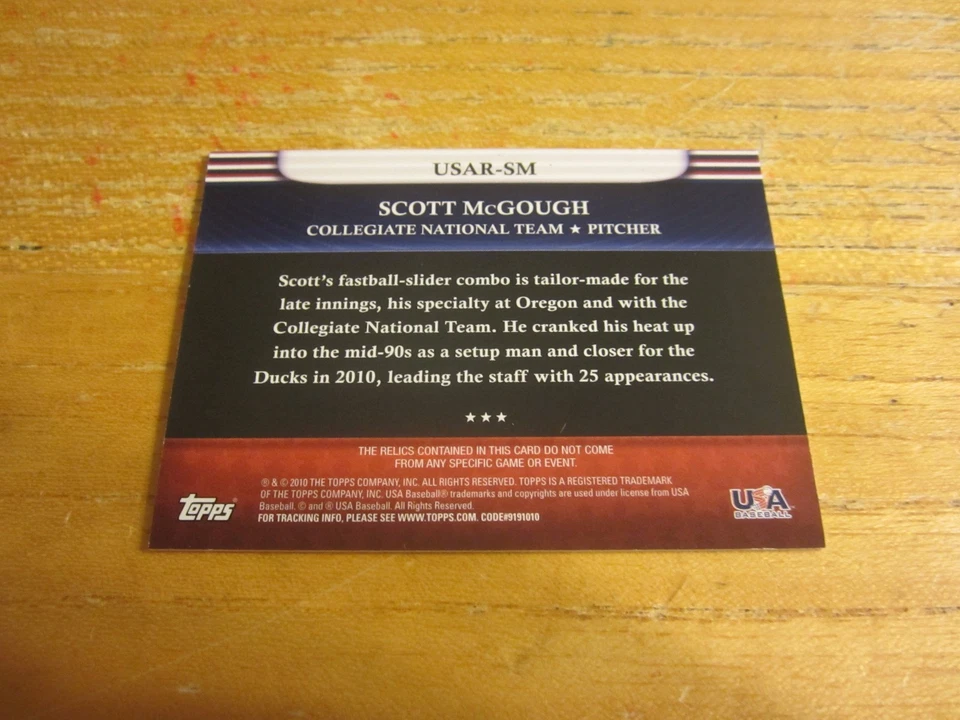 USAR-SM
SCOTT McGOUGH
COLLEGIATE NATIONAL TEAM ★ PITCHER
Scott's fastball-slider combo is tailor-made for the
late innings, his specialty at Oregon and with the
Collegiate National Team. He cranked his heat up
into the mid-90s as a setup man and closer for the
Ducks in 2010, leading the staff with 25 appearances.
★ ★ ★
THE RELICS CONTAINED IN THIS CARD DO NOT COME
FROM ANY SPECIFIC GAME OR EVENT.
® & © 2010 THE TOPPS COMPANY, INC. ALL RIGHTS RESERVED. TOPPS IS A REGISTERED TRADEMARK
OF THE TOPPS COMPANY, INC. USA Baseball® trademarks and copyrights are used under license from USA
Baseball. © and ® USA Baseball. All Rights Reserved.
FOR TRACKING INFO, PLEASE SEE WWW.TOPPS.COM. CODE#9191010
Topps®
USA
BASEBALL